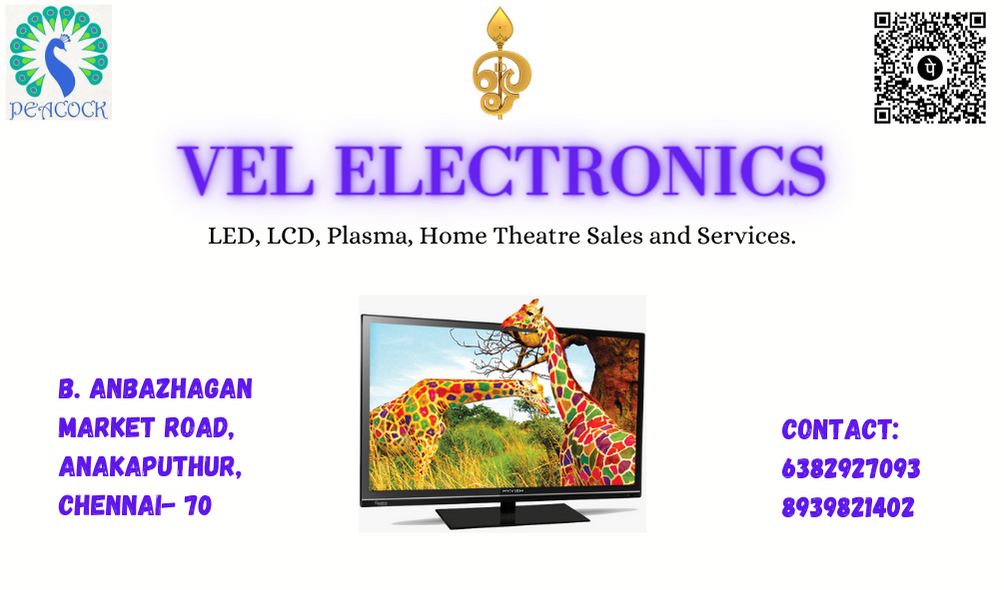 PEACOCK
पे
VEL ELECTRONICS
LED, LCD, Plasma, Home Theatre Sales and Services.
B. ANBAZHAGAN
MARKET ROAD,
ANAKAPUTHUR,
CHENNAI- 70
CONTACT:
6382927093
8939821402